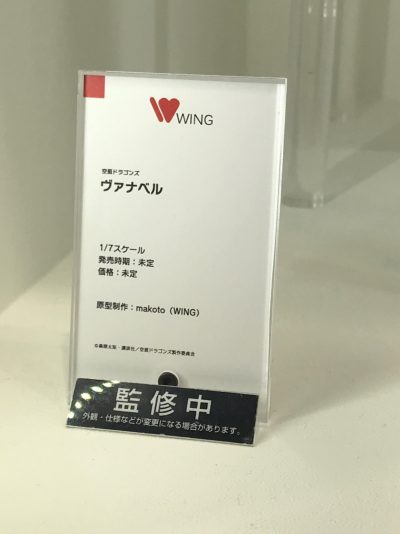 WING
空挺ドラゴンズ
ヴァナベル
1/7スケール
発売時期：未定
価格：未定
原型制作：makoto（WING）
©桑原太矩・講談社／空挺ドラゴンズ製作委員会
監修中
外観・仕様などが変更になる場合があります。